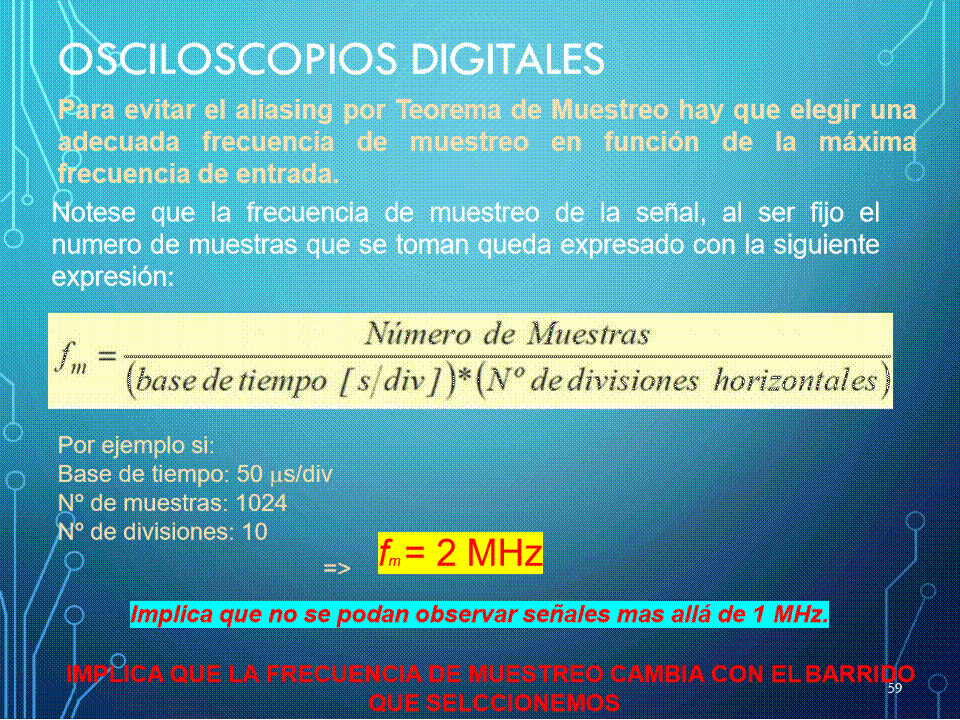 OSCILOSCOPIOS DIGITALES
Para evitar el aliasing por Teorema de Muestreo hay que elegir una
adecuada frecuencia de muestreo en función de la máxima
frecuencia de entrada.
Notese que la frecuencia de muestreo de la señal, al ser fijo el
numero de muestras que se toman queda expresado con la siguiente
expresión:
Número de Muestras
f_m =
(base de tiempo [s/div])*(Nº de divisiones horizontales)
Por ejemplo si:
Base de tiempo: 50 μs/div
Nº de muestras: 1024
Nº de divisiones: 10
=> f_m = 2 MHz
Implica que no se podan observar señales mas allá de 1 MHz.
IMPLICA QUE LA FRECUENCIA DE MUESTREO CAMBIA CON EL BARRIDO
QUE SELCCIONEMOS
59